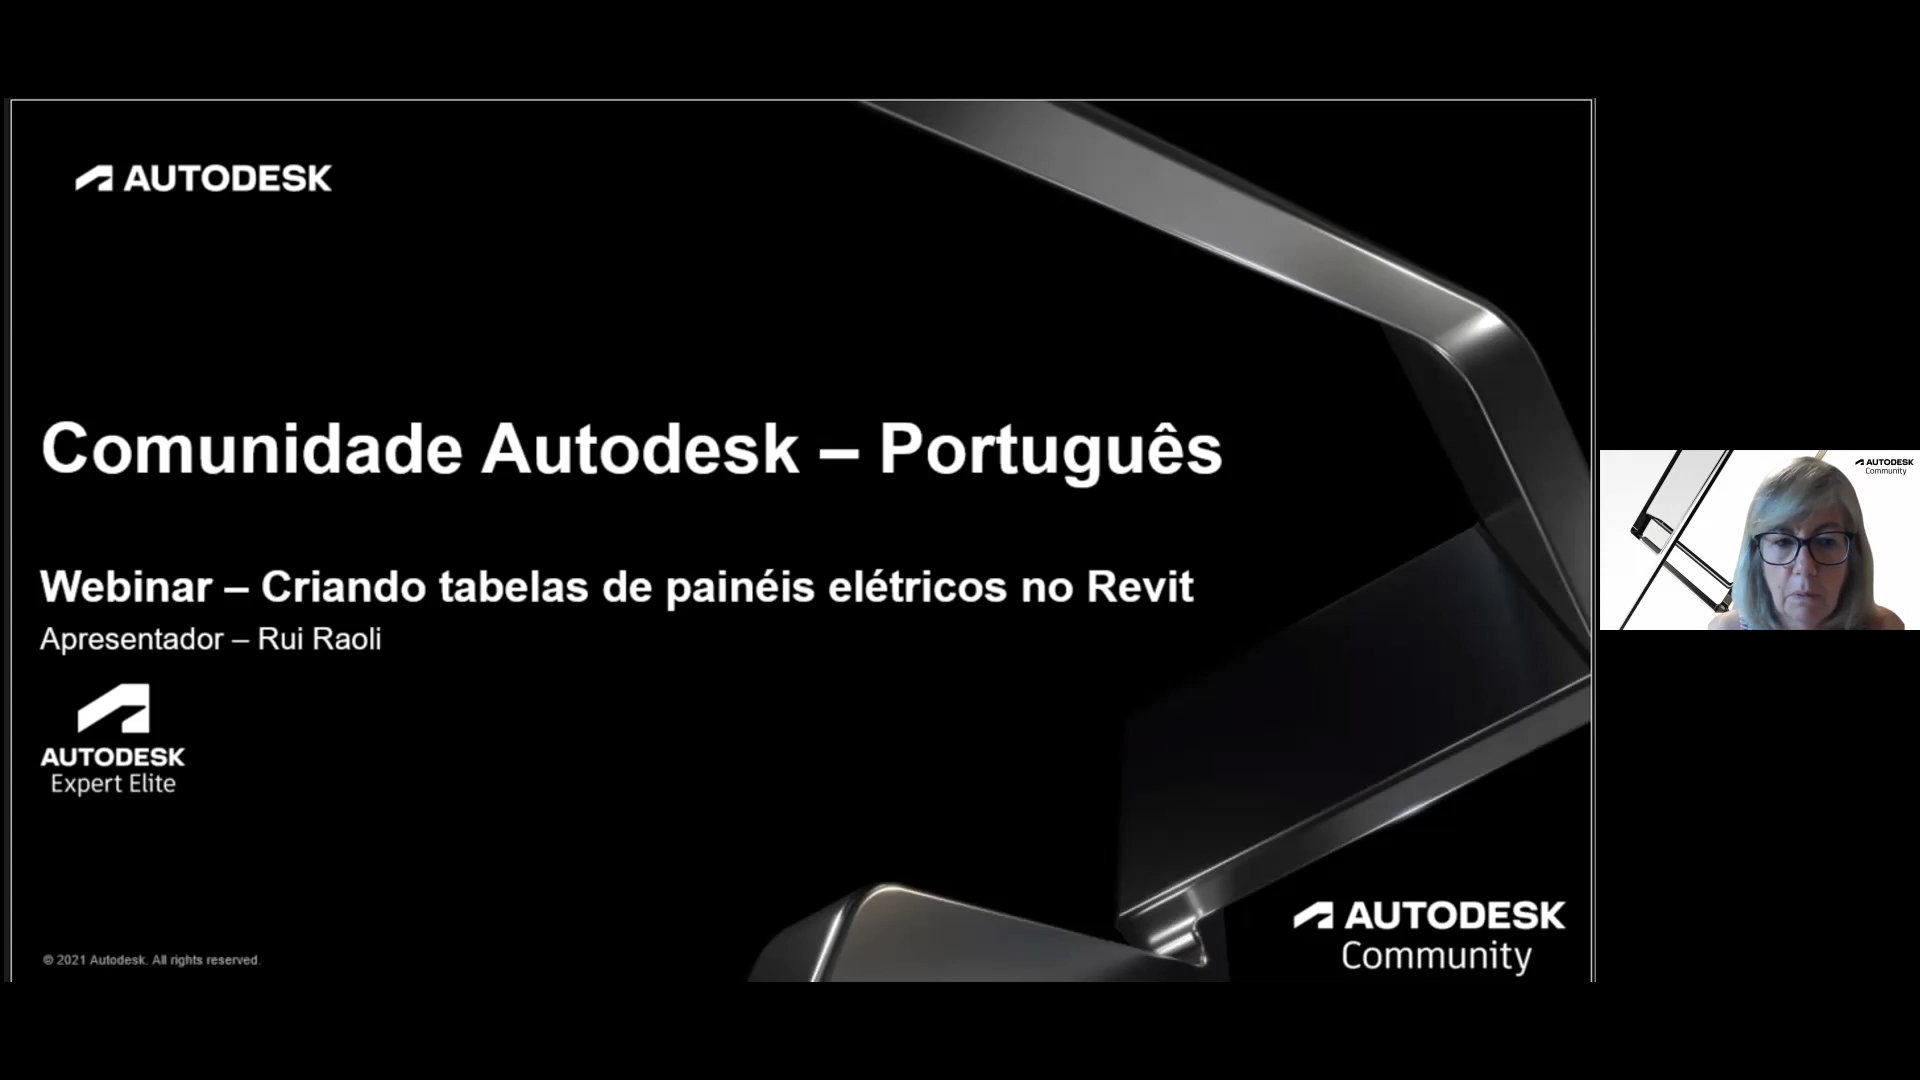 AUTODESK
Comunidade Autodesk – Português
Webinar – Criando tabelas de painéis elétricos no Revit
Apresentador – Rui Raoli
AUTODESK
Expert Elite
© 2021 Autodesk. All rights reserved.
AUTODESK
Community
AUTODESK
Community